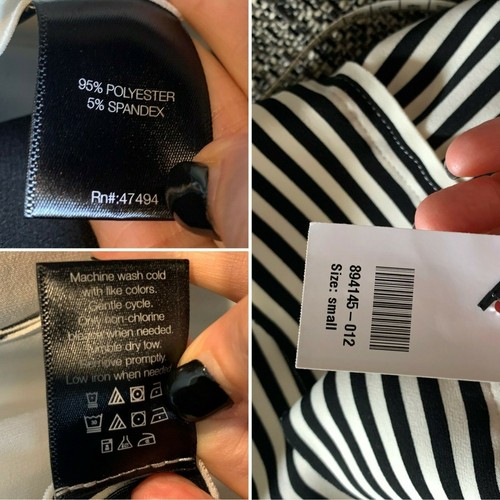 95% POLYESTER
5% SPANDEX
Rn#:47494
Machine wash cold
with like colors.
Gentle cycle.
Only non-chlorine
bleach when needed.
Tumble dry low.
Remove promptly.
Low iron when needed
894145-012
Size: small